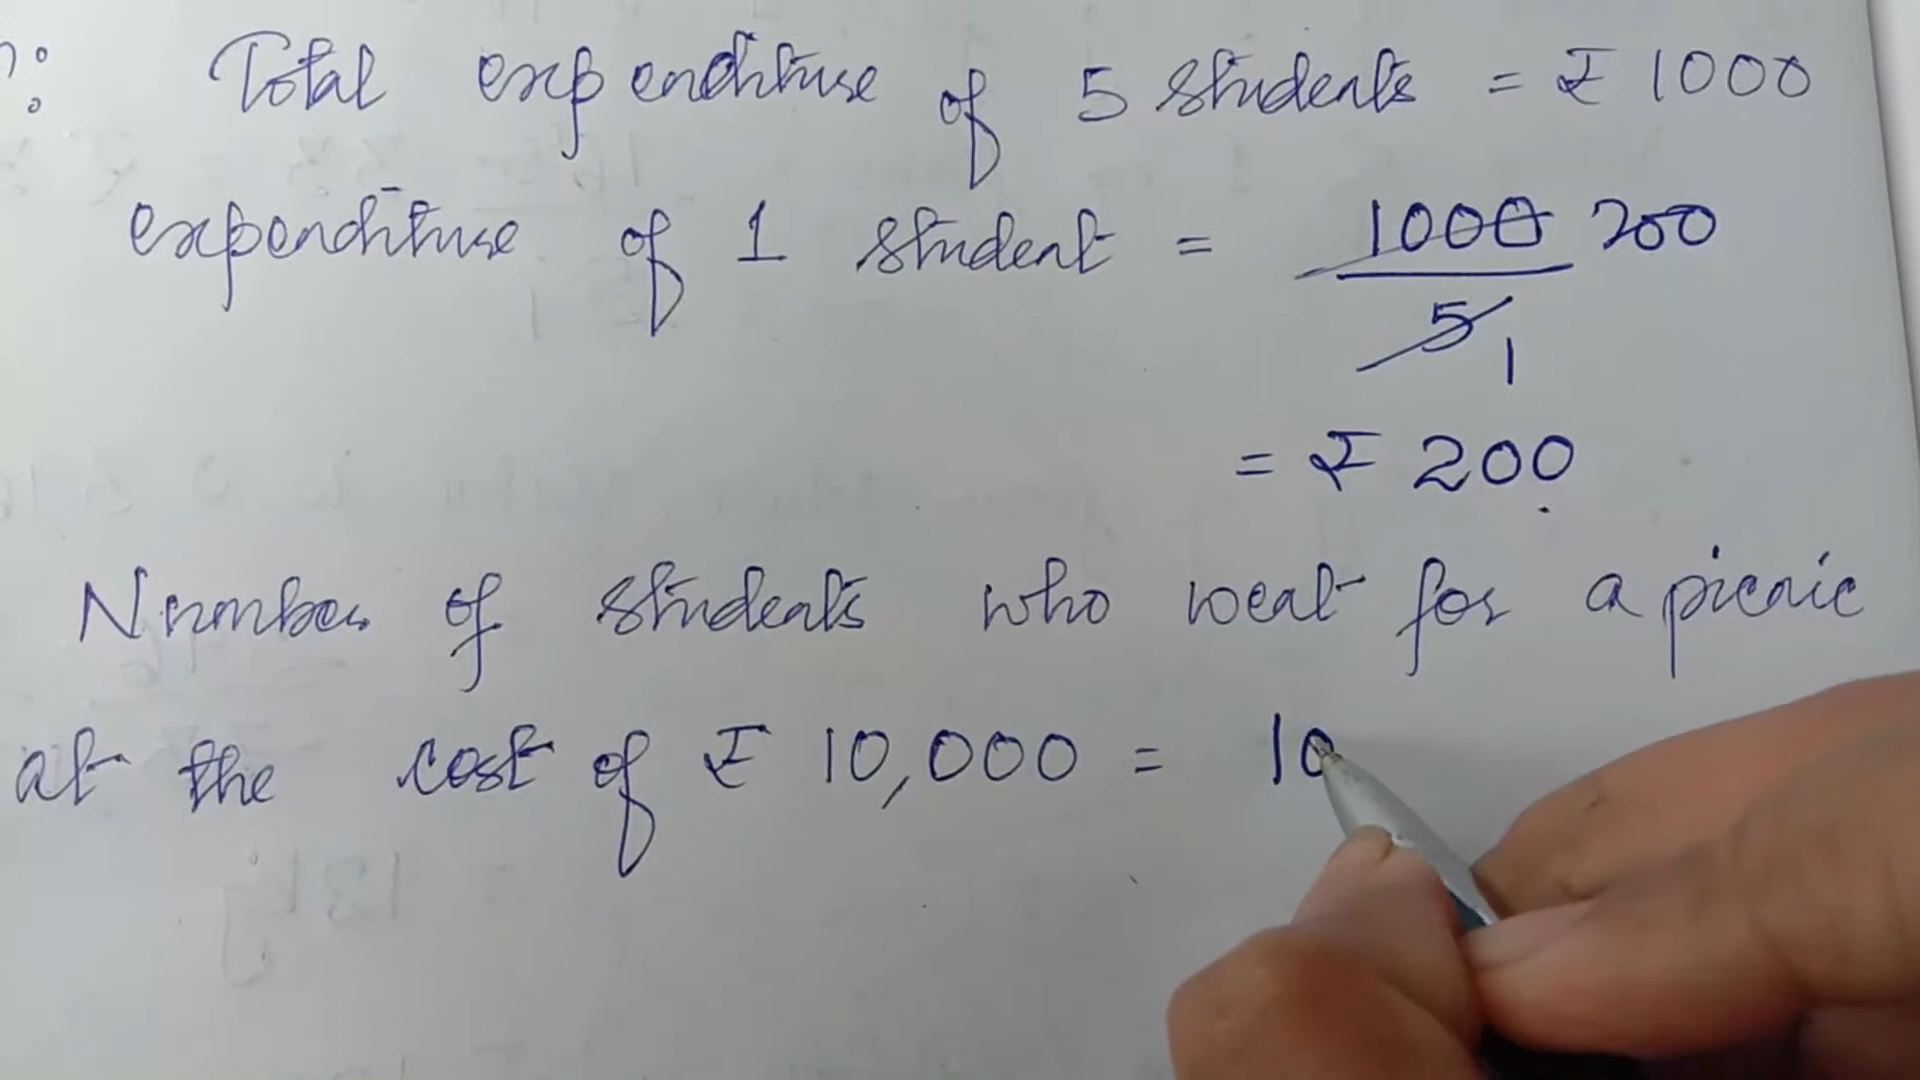 : Total expenditure of 5 students = ₹ 1000
expenditure of 1 student = 1000 200
5 1
= ₹ 200
Number of students who went for a picnic
at the cost of ₹ 10,000 = 10